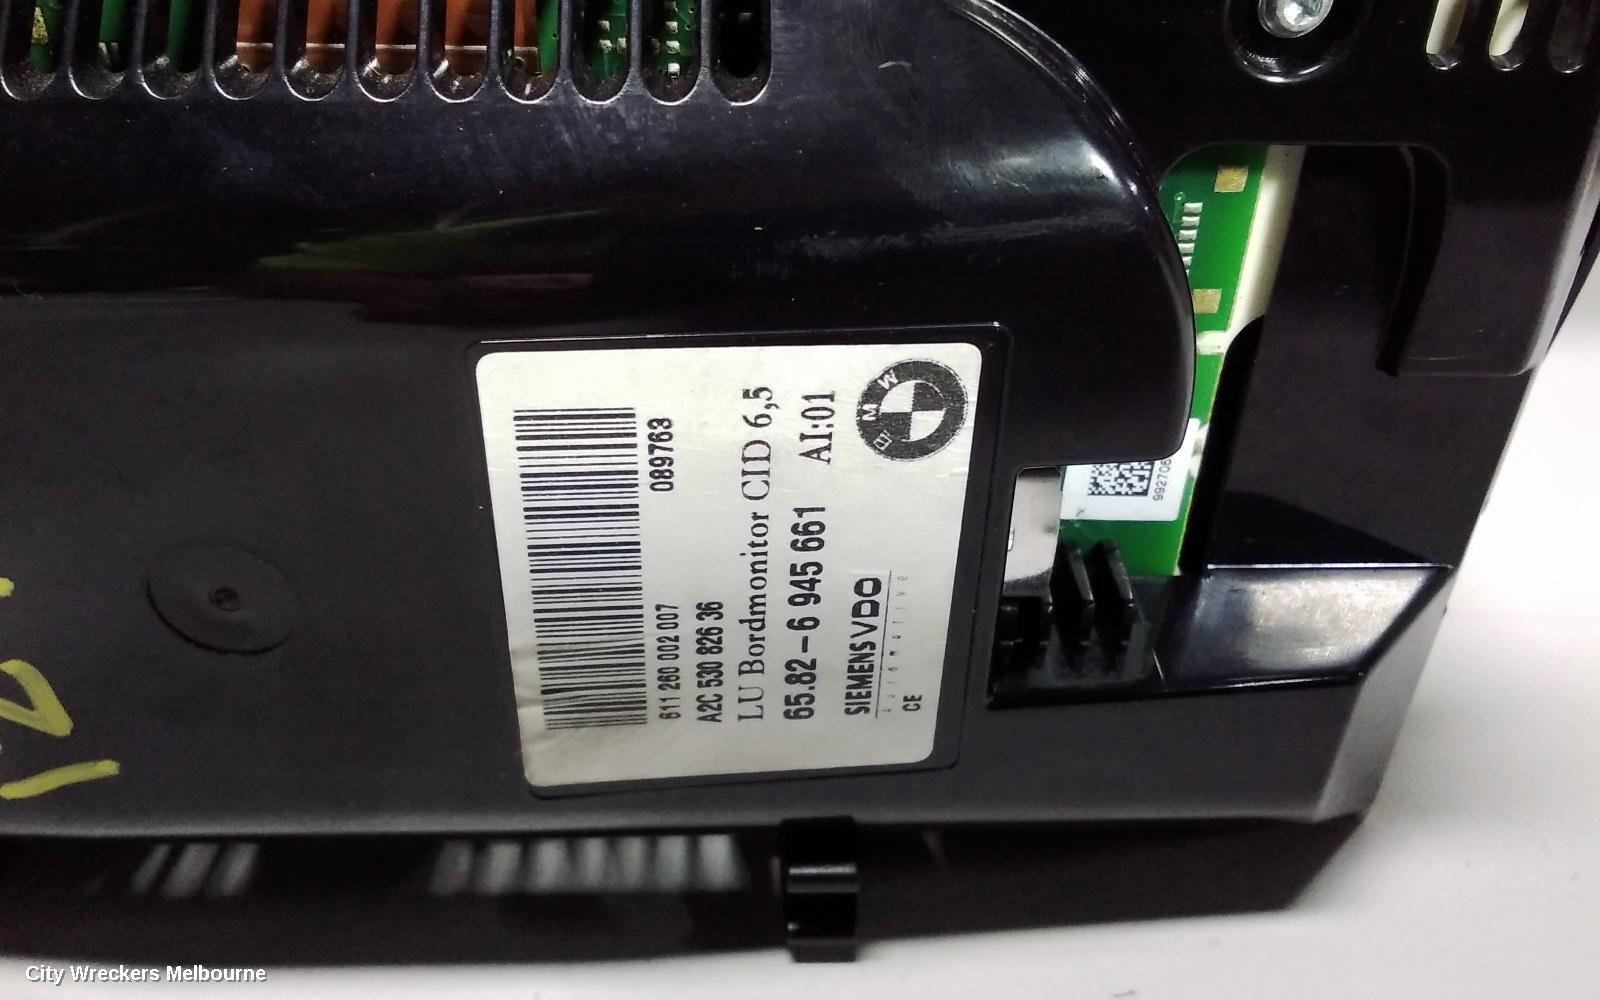 089763
611 260 002 007
A2C 530 826 36
LU Bordmonitor CID 6,5
65.82-6 945 661 AI:01
SIEMENS VDO
Automotive
CE
BMW
992706
City Wreckers Melbourne